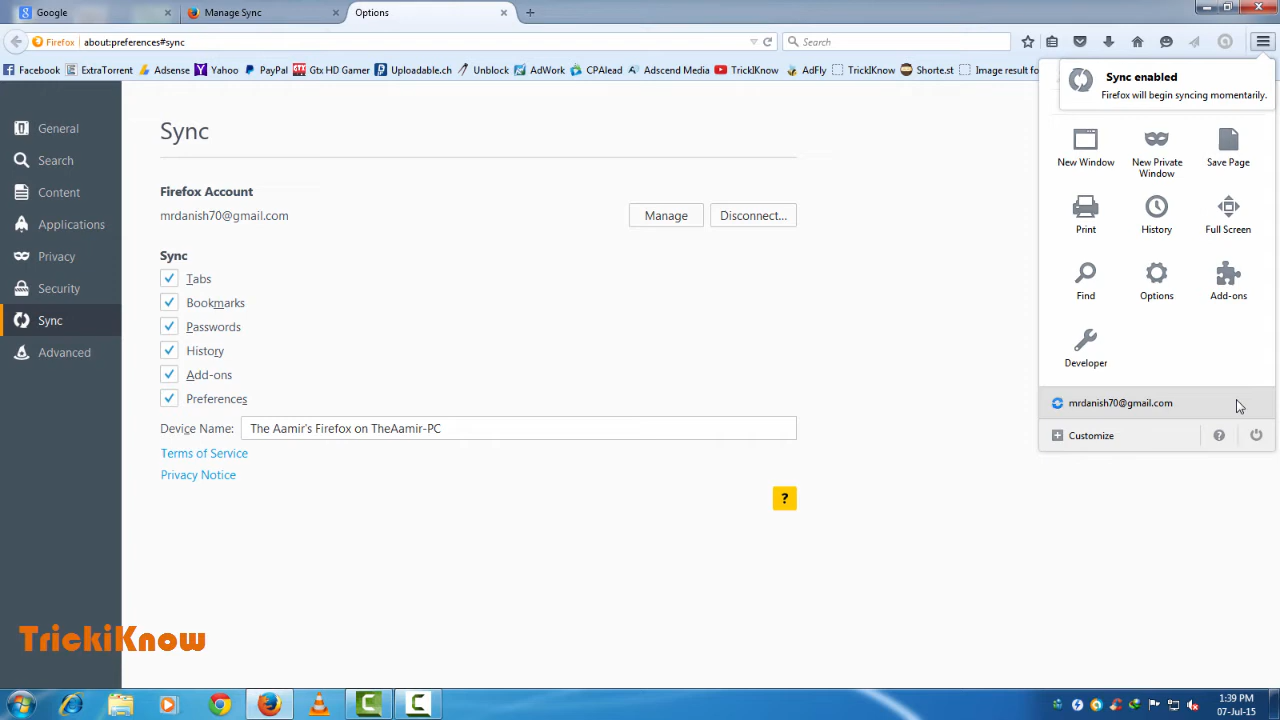 Google
Manage Sync
Options
Firefox
about:preferences#sync
Search
Facebook
ExtraTorrent
Adsense
Yahoo
PayPal
Gtx HD Gamer
Uploadable.ch
Unblock
AdWork
CPAlead
Adscend Media
TrickIKnow
AdFly
TrickIKnow
Shorte.st
Image result fo
Sync enabled
Firefox will begin syncing momentarily.
General
Search
Content
Applications
Privacy
Security
Sync
Advanced
Sync
Firefox Account
mrdanish70@gmail.com
Manage
Disconnect...
Sync
Tabs
Bookmarks
Passwords
History
Add-ons
Preferences
Device Name:
The Aamir's Firefox on TheAamir-PC
Terms of Service
Privacy Notice
?
New Window
New Private
Window
Save Page
Print
History
Full Screen
Find
Options
Add-ons
Developer
mrdanish70@gmail.com
Customize
TrickiKnow
1:39 PM
07-Jul-15